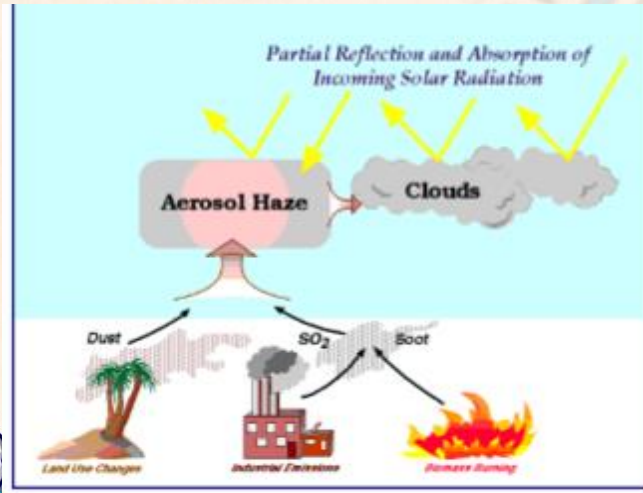 Partial Reflection and Absorption of
Incoming Solar Radiation
Aerosol Haze
Clouds
Dust
SO₂
Soot
Land Use Changes
Industrial Emissions
Biomass Burning